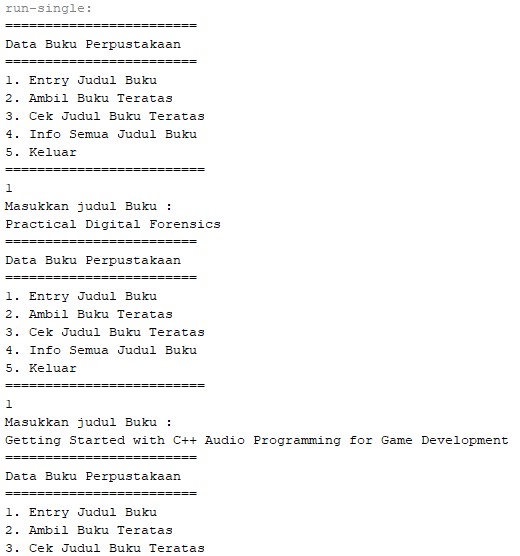 run-single:
========================
Data Buku Perpustakaan
========================
1. Entry Judul Buku
2. Ambil Buku Teratas
3. Cek Judul Buku Teratas
4. Info Semua Judul Buku
5. Keluar
=========================
1
Masukkan judul Buku :
Practical Digital Forensics
========================
Data Buku Perpustakaan
========================
1. Entry Judul Buku
2. Ambil Buku Teratas
3. Cek Judul Buku Teratas
4. Info Semua Judul Buku
5. Keluar
=========================
1
Masukkan judul Buku :
Getting Started with C++ Audio Programming for Game Development
========================
Data Buku Perpustakaan
========================
1. Entry Judul Buku
2. Ambil Buku Teratas
3. Cek Judul Buku Teratas